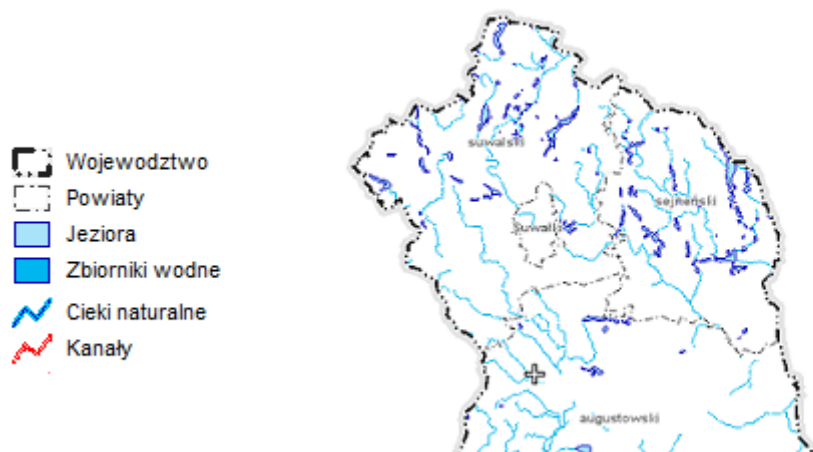 Wojewodztwo
Powiaty
Jeziora
Zbiorniki wodne
Cieki naturalne
Kanały
suwalski
sejneński
Suwałki
augustowski